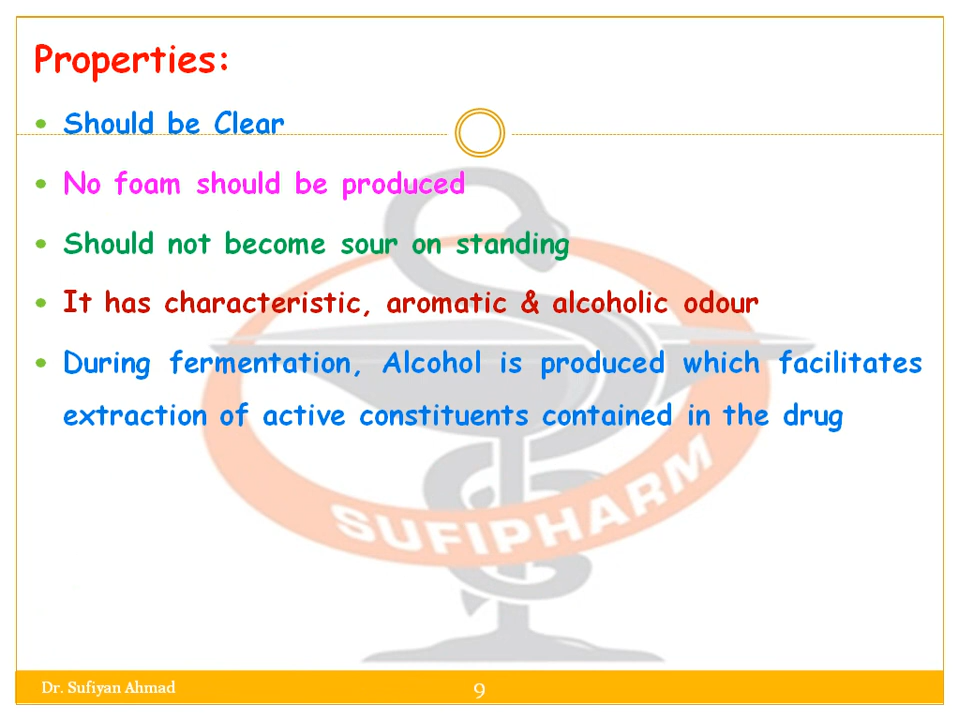 Properties:
• Should be Clear
• No foam should be produced
• Should not become sour on standing
• It has characteristic, aromatic & alcoholic odour
• During fermentation, Alcohol is produced which facilitates
extraction of active constituents contained in the drug
SUFIPHARM
Dr. Sufiyan Ahmad
9